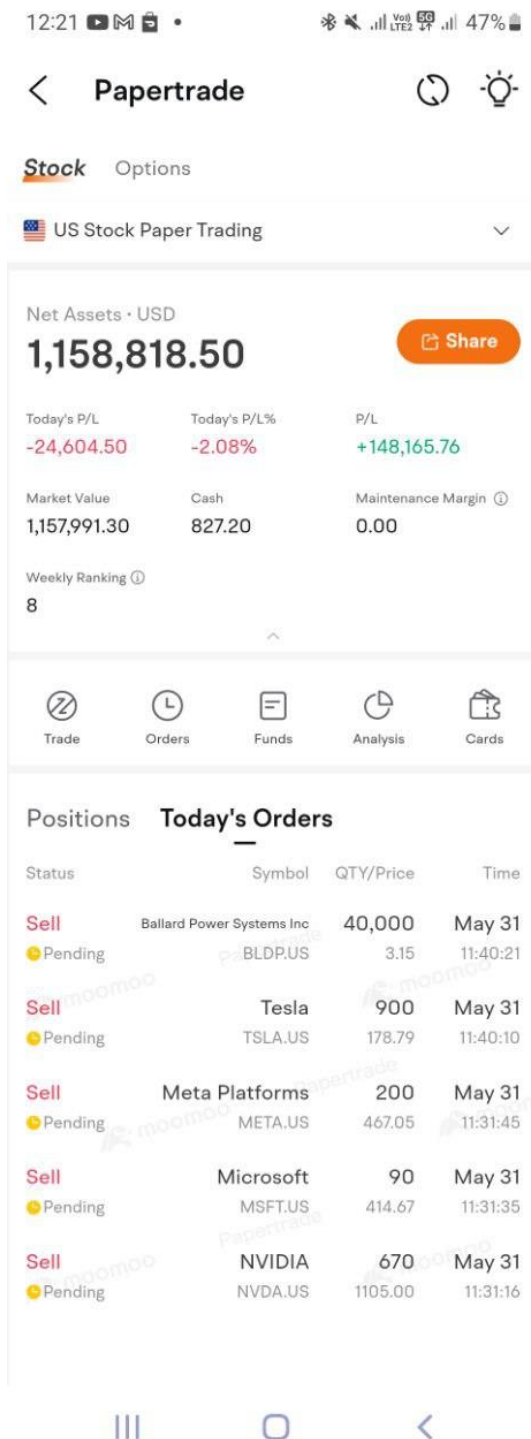 12:21 47%
Papertrade
Stock Options
US Stock Paper Trading
Net Assets · USD
1,158,818.50
Share
Today's P/L Today's P/L% P/L
-24,604.50 -2.08% +148,165.76
Market Value Cash Maintenance Margin
1,157,991.30 827.20 0.00
Weekly Ranking
8
Trade Orders Funds Analysis Cards
Positions Today's Orders
Status Symbol QTY/Price Time
Sell Ballard Power Systems Inc 40,000 May 31
Pending BLDP.US 3.15 11:40:21
Sell Tesla 900 May 31
Pending TSLA.US 178.79 11:40:10
Sell Meta Platforms 200 May 31
Pending META.US 467.05 11:31:45
Sell Microsoft 90 May 31
Pending MSFT.US 414.67 11:31:35
Sell NVIDIA 670 May 31
Pending NVDA.US 1105.00 11:31:16